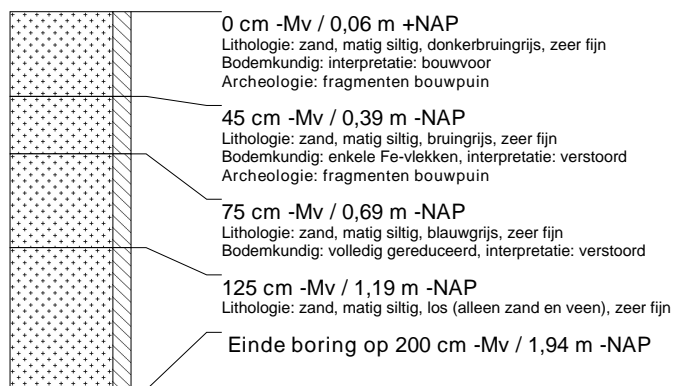 0 cm -Mv / 0,06 m +NAP
Lithologie: zand, matig siltig, donkerbruingrijs, zeer fijn
Bodemkundig: interpretatie: bouwvoor
Archeologie: fragmenten bouwpuin
45 cm -Mv / 0,39 m -NAP
Lithologie: zand, matig siltig, bruingrijs, zeer fijn
Bodemkundig: enkele Fe-vlekken, interpretatie: verstoord
Archeologie: fragmenten bouwpuin
75 cm -Mv / 0,69 m -NAP
Lithologie: zand, matig siltig, blauwgrijs, zeer fijn
Bodemkundig: volledig gereduceerd, interpretatie: verstoord
125 cm -Mv / 1,19 m -NAP
Lithologie: zand, matig siltig, los (alleen zand en veen), zeer fijn
Einde boring op 200 cm -Mv / 1,94 m -NAP